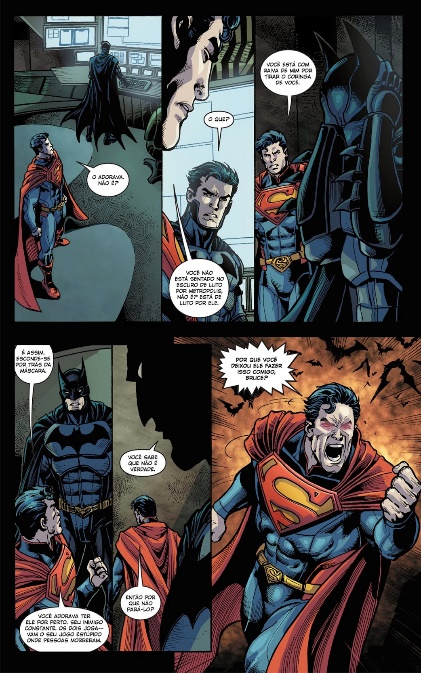 O ADORAVA,
NÃO É?
O QUE?
VOCÊ NÃO
ESTÁ SENTADO NO
ESCURO DE LUTO
POR METROPOLIS,
NÃO É? ESTÁ DE
LUTO POR ELE.
VOCÊ ESTÁ COM
RAIVA DE MIM POR
TIRAR O CORINGA
DE VOCÊ.
É ASSIM.
ESCONDE-SE
POR TRÁS DA
MÁSCARA.
VOCÊ ADORAVA TER
ELE POR PERTO. SEU INIMIGO
CONSTANTE. OS DOIS JOGA--
VAM O SEU JOGO ESTÚPIDO
ONDE PESSOAS MORRERAM.
VOCÊ SABE
QUE NÃO É
VERDADE.
ENTÃO POR
QUE NÃO
PARÁ-LO?
POR QUE VOCÊ
DEIXOU ELE FAZER
ISSO COMIGO,
BRUCE?